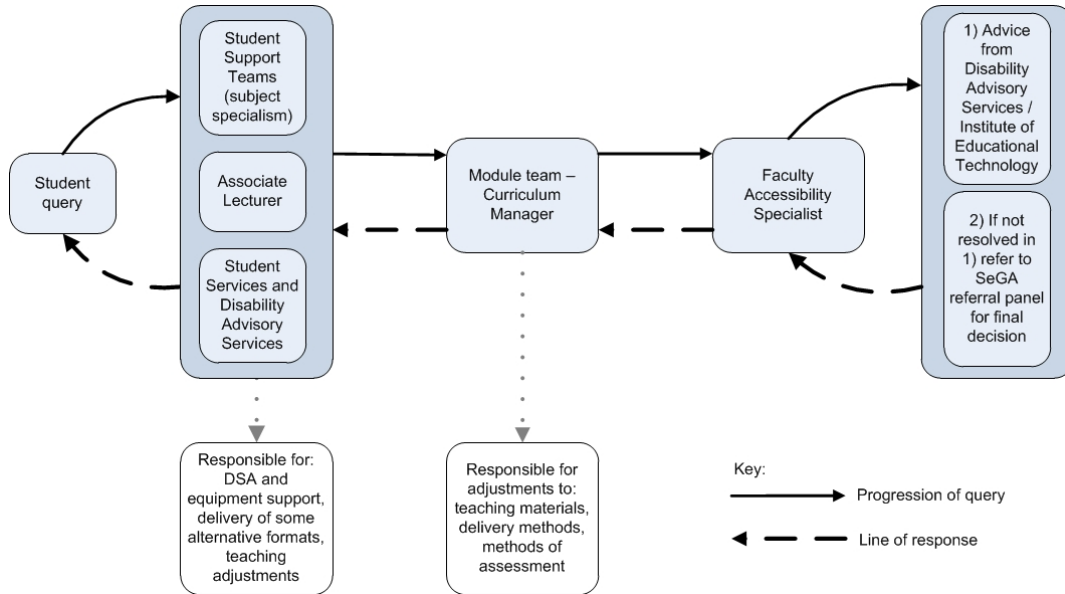 Student
query
Student
Support
Teams
(subject
specialism)
Associate
Lecturer
Student
Services and
Disability
Advisory
Services
Module team –
Curriculum
Manager
Faculty
Accessibility
Specialist
1) Advice
from
Disability
Advisory
Services /
Institute of
Educational
Technology
2) If not
resolved in
1) refer to
SeGA
referral panel
for final
decision
Responsible for:
DSA and
equipment support,
delivery of some
alternative formats,
teaching
adjustments
Responsible for
adjustments to:
teaching materials,
delivery methods,
methods of
assessment
Key:
Progression of query
Line of response